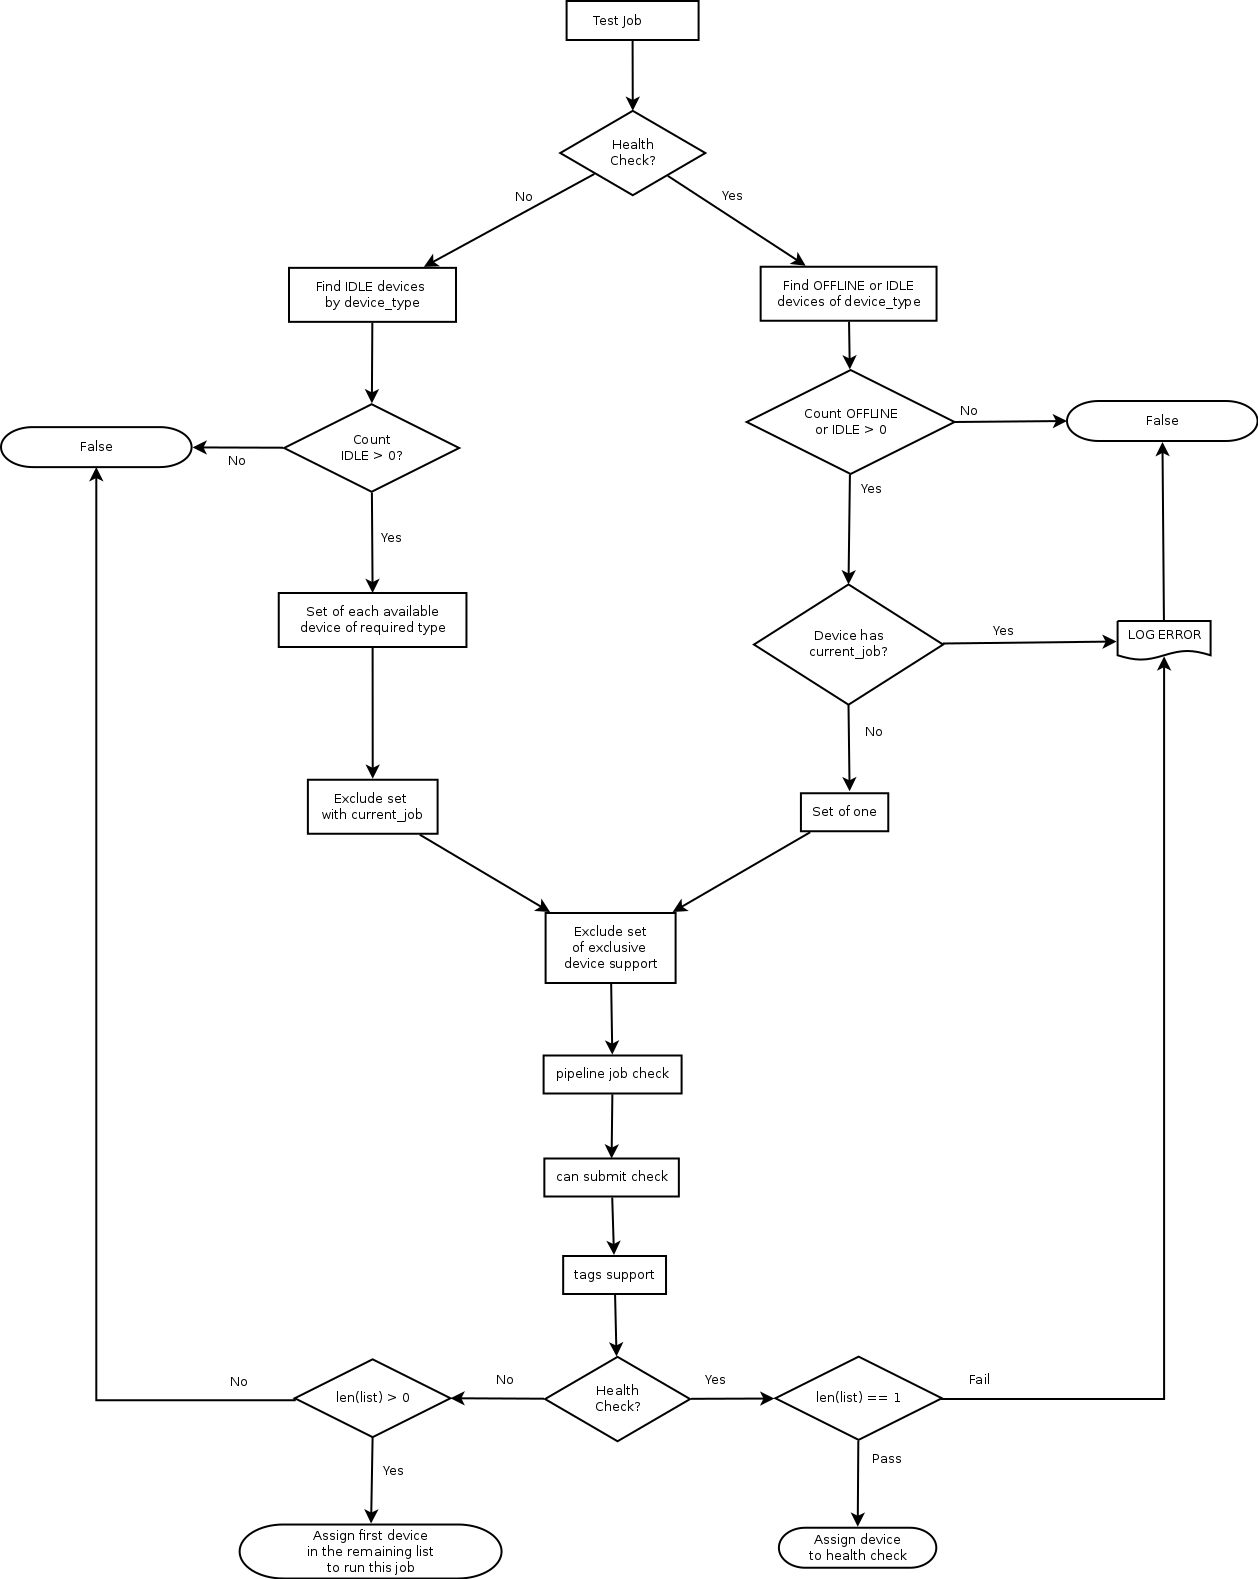 Test Job
Health
Check?
No
Yes
Find IDLE devices
by device_type
Find OFFLINE or IDLE
devices of device_type
Count OFFLINE
or IDLE > 0
No
False
Count
IDLE > 0?
No
False
Yes
Yes
Set of each available
device of required type
Device has
current_job?
Yes
LOG ERROR
No
Exclude set
with current_job
Set of one
Exclude set
of exclusive
device support
pipeline job check
can submit check
tags support
Health
Check?
No
Yes
len(list) > 0
No
len(list) == 1
Fail
Yes
Pass
Assign first device
in the remaining list
to run this job
Assign device
to health check